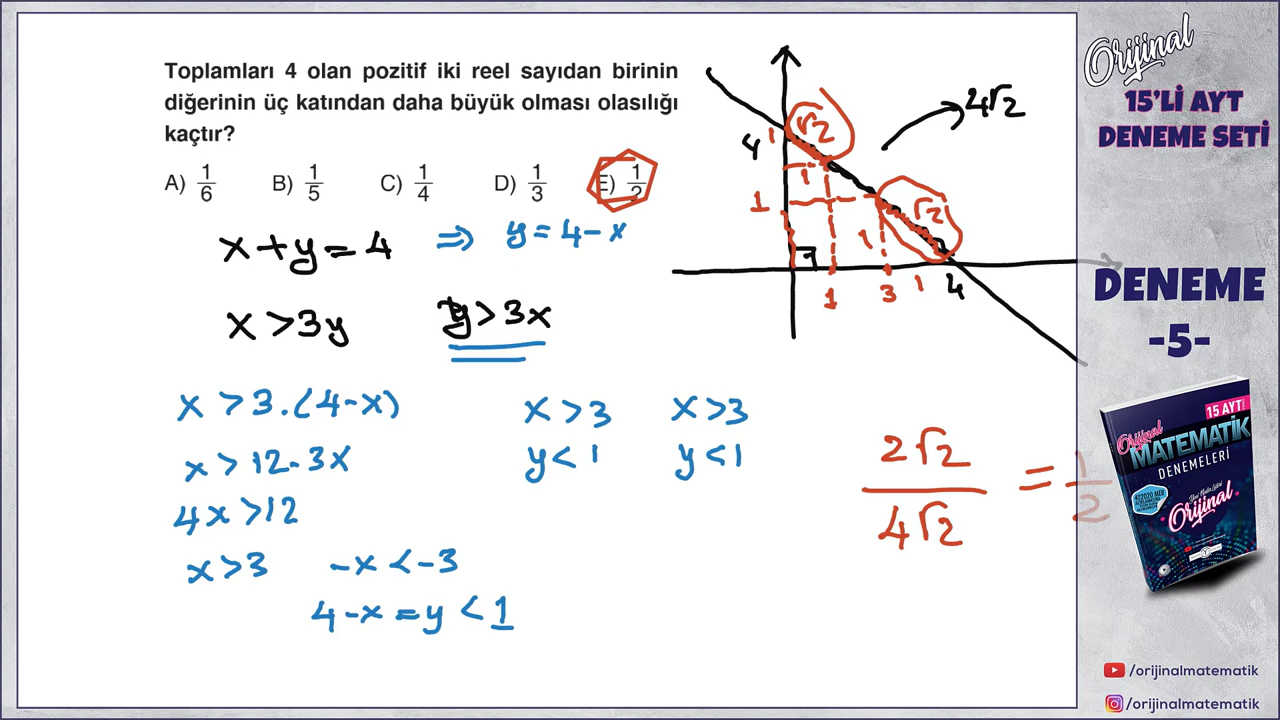 Toplamları 4 olan pozitif iki reel sayıdan birinin
diğerinin üç katından daha büyük olması olasılığı
kaçtır?
A) 1/6 B) 1/5 C) 1/4 D) 1/3 E) 1/2
x + y = 4 ⇒ y = 4 - x
x > 3y y > 3x
x > 3.(4-x) x > 3 x > 3
x > 12-3x y < 1 y < 1
4x > 12
x > 3 -x < -3
4-x = y < 1
4√2
√2
4 1
1
1
√2
1
1 3 1 4
2√2/4√2 = 1/2
Orijinal
15'Lİ AYT
DENEME SETİ
DENEME
-5-
15 AYT
Orijinal
MATEMATİK
DENEMELERİ
Orijinal
/orijinalmatematik
/orijinalmatematik